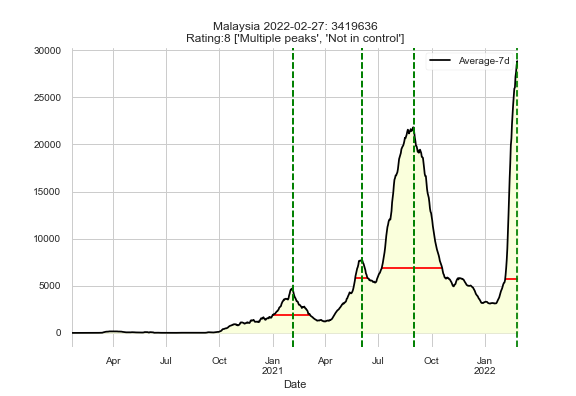 Malaysia 2022-02-27: 3419636
Rating:8 ['Multiple peaks', 'Not in control']
Average-7d
30000
25000
20000
15000
10000
5000
0
Apr Jul Oct Jan Apr Jul Oct Jan
2021 2022
Date